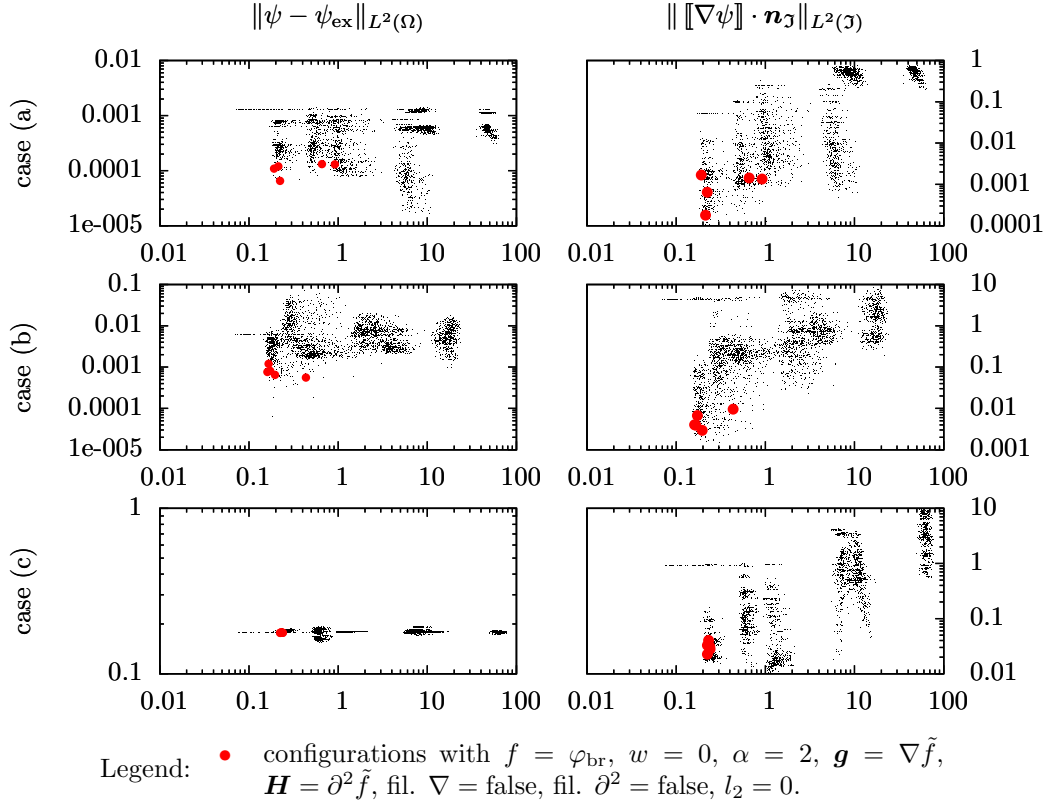 ‖ψ − ψex‖L²(Ω) ‖ ⟦∇ψ⟧ · n𝔍‖L²(𝔍)
case (a)
0.01
0.001
0.0001
1e-005
0.01 0.1 1 10 100
1
0.1
0.01
0.001
0.0001
0.01 0.1 1 10 100
case (b)
0.1
0.01
0.001
0.0001
1e-005
0.01 0.1 1 10 100
10
1
0.1
0.01
0.001
0.01 0.1 1 10 100
case (c)
1
0.1
0.01 0.1 1 10 100
10
1
0.1
0.01
0.01 0.1 1 10 100
Legend: configurations with f = φbr, w = 0, α = 2, g = ∇f̃,
H = ∂²f̃, fil. ∇ = false, fil. ∂² = false, l₂ = 0.